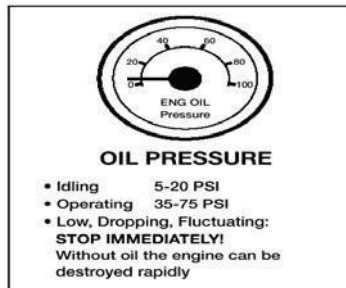 40
60
20
80
0
100
ENG OIL
Pressure
OIL PRESSURE
• Idling 5-20 PSI
• Operating 35-75 PSI
• Low, Dropping, Fluctuating:
STOP IMMEDIATELY!
Without oil the engine can be
destroyed rapidly